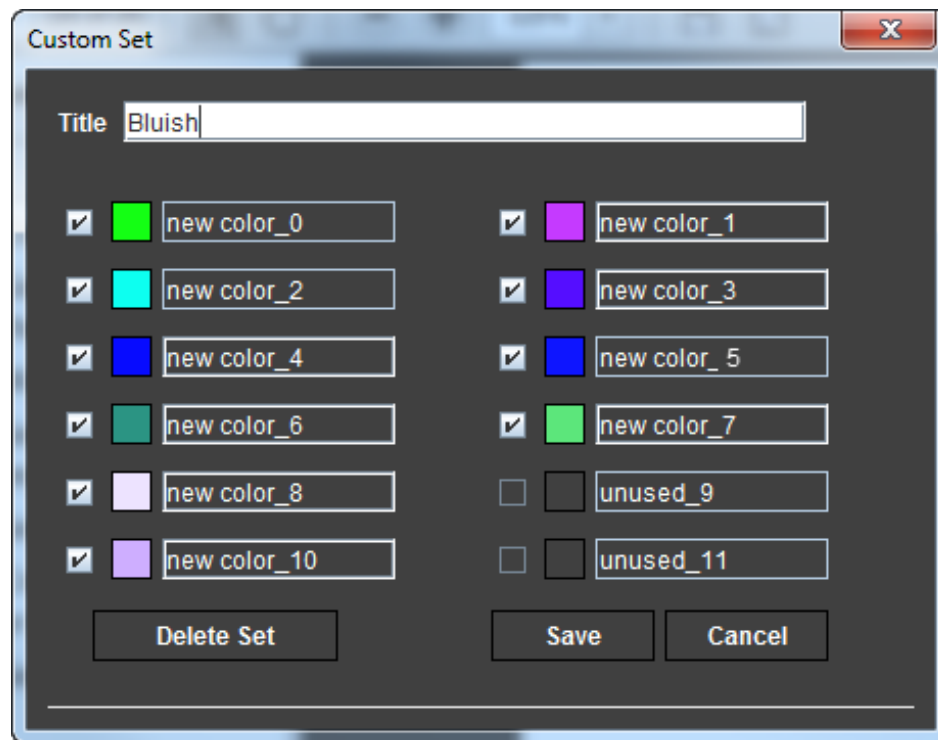 Custom Set
Title Bluish
new color_0 new color_1
new color_2 new color_3
new color_4 new color_ 5
new color_6 new color_7
new color_8 unused_9
new color_10 unused_11
Delete Set Save Cancel